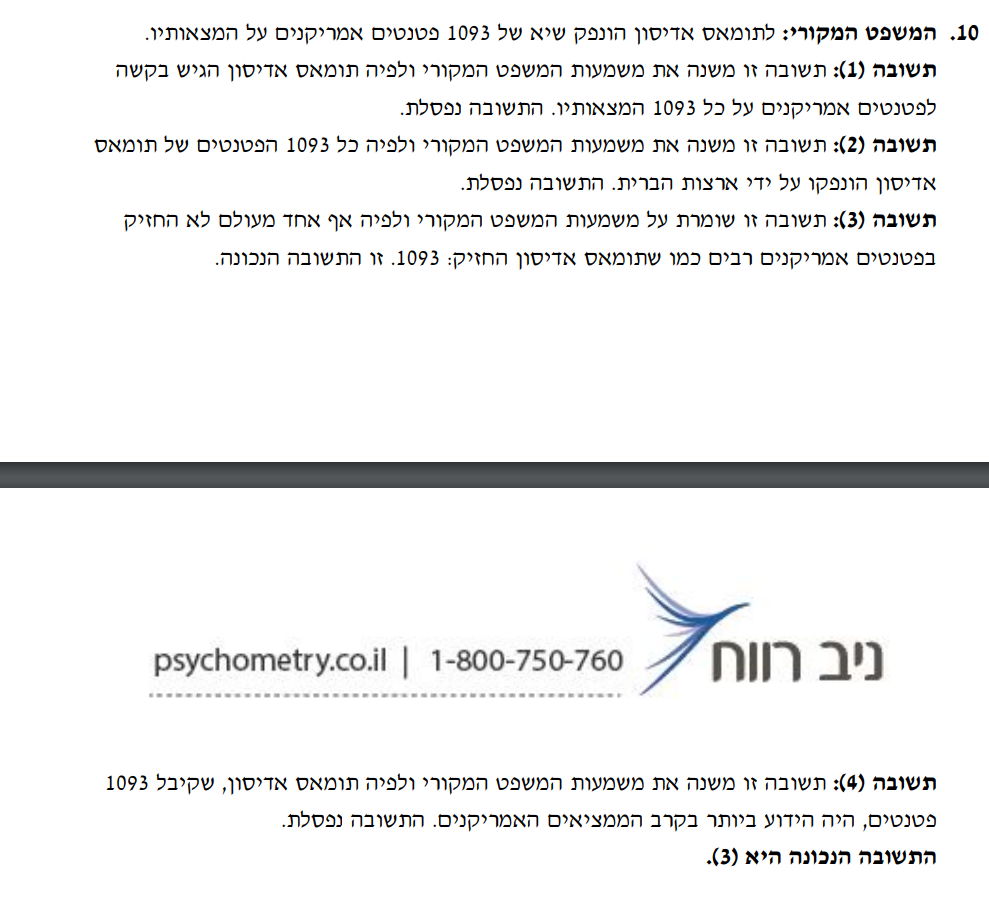 10. המשפט המקורי: לתומאס אדיסון הונפק שיא של 1093 פטנטים אמריקנים על המצאותיו.
תשובה (1): תשובה זו משנה את משמעות המשפט המקורי ולפיה תומאס אדיסון הגיש בקשה
לפטנטים אמריקנים על כל 1093 המצאותיו. התשובה נפסלת.
תשובה (2): תשובה זו משנה את משמעות המשפט המקורי ולפיה כל 1093 הפטנטים של תומאס
אדיסון הונפקו על ידי ארצות הברית. התשובה נפסלת.
תשובה (3): תשובה זו שומרת על משמעות המשפט המקורי ולפיה אף אחד מעולם לא החזיק
בפטנטים אמריקנים רבים כמו שתומאס אדיסון החזיק: 1093. זו התשובה הנכונה.
ניב רווח
psychometry.co.il | 1-800-750-760
תשובה (4): תשובה זו משנה את משמעות המשפט המקורי ולפיה תומאס אדיסון, שקיבל 1093
פטנטים, היה הידוע ביותר בקרב הממציאים האמריקנים. התשובה נפסלת.
התשובה הנכונה היא (3).